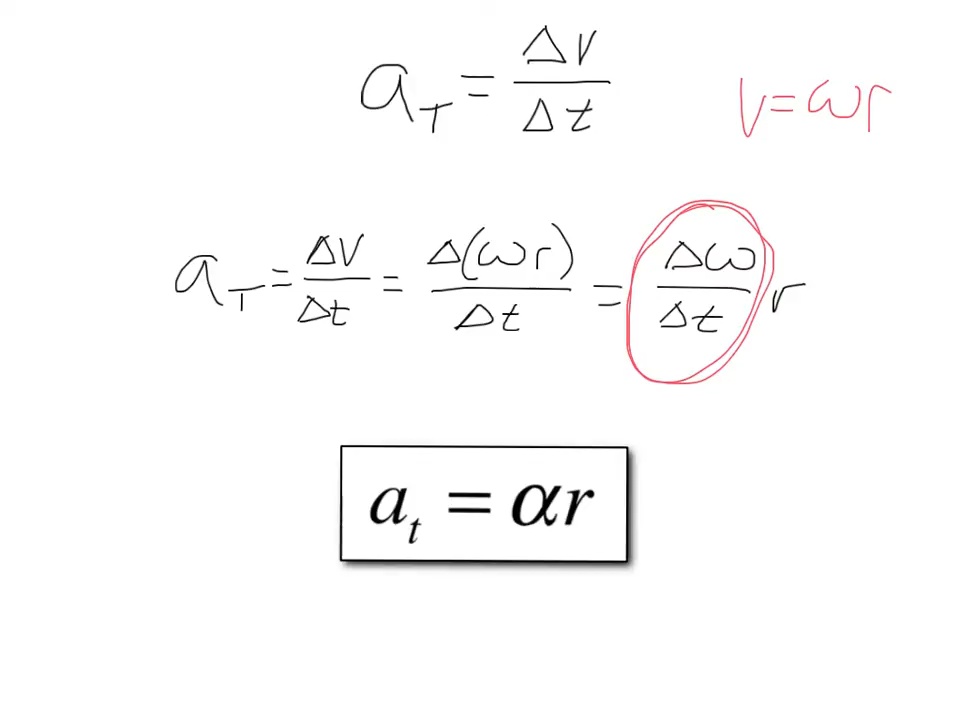 a_T = Δv/Δt
v = ωr
a_T = Δv/Δt = Δ(ωr)/Δt = Δω/Δt r
a_t = αr